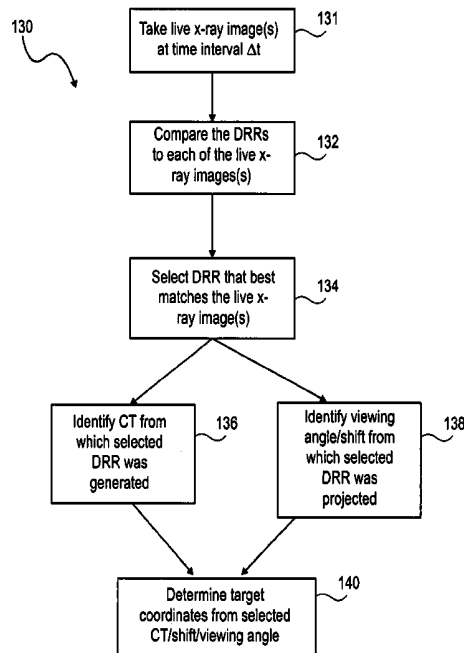 130
Take live x-ray image(s)
at time interval Δt
131
Compare the DRRs
to each of the live x-
ray images(s)
132
Select DRR that best
matches the live x-
ray image(s)
134
Identify CT from
which selected
DRR was
generated
136
Identify viewing
angle/shift from
which selected
DRR was
projected
138
Determine target
coordinates from selected
CT/shift/viewing angle
140